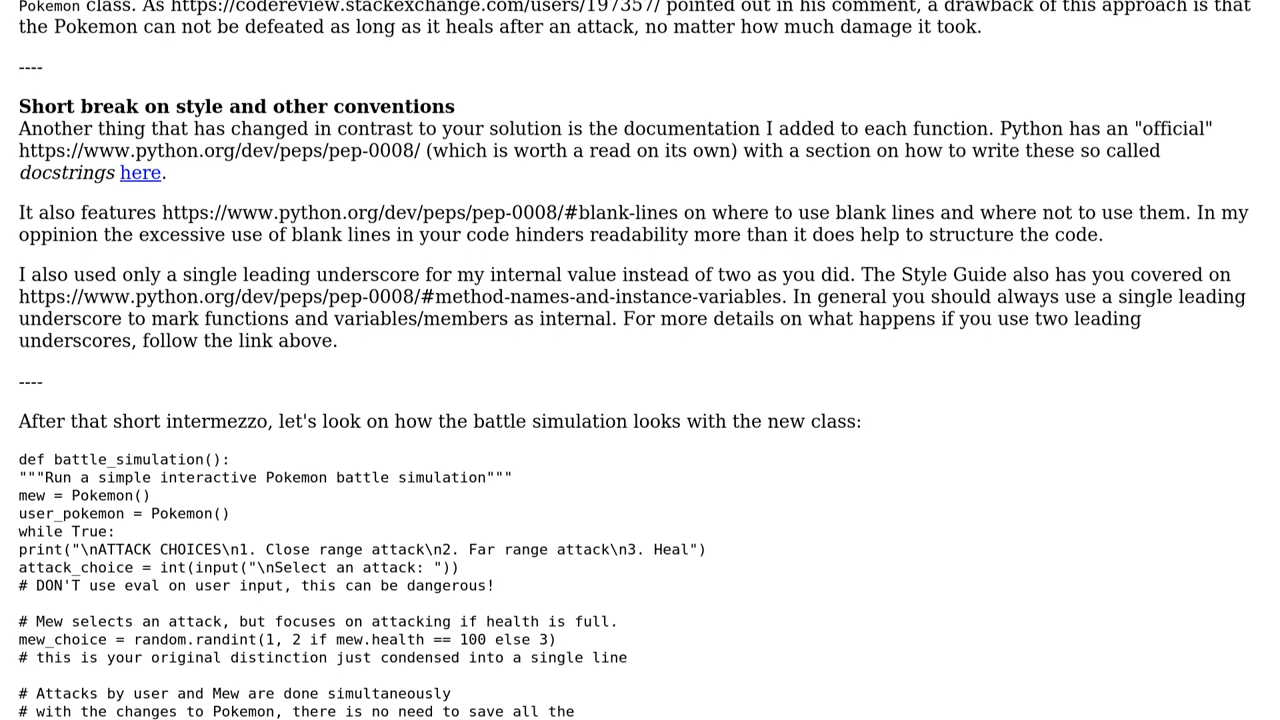 Pokemon class. As https://codereview.stackexchange.com/users/197357/ pointed out in his comment, a drawback of this approach is that
the Pokemon can not be defeated as long as it heals after an attack, no matter how much damage it took.
----
Short break on style and other conventions
Another thing that has changed in contrast to your solution is the documentation I added to each function. Python has an "official"
https://www.python.org/dev/peps/pep-0008/ (which is worth a read on its own) with a section on how to write these so called
docstrings here.
It also features https://www.python.org/dev/peps/pep-0008/#blank-lines on where to use blank lines and where not to use them. In my
oppinion the excessive use of blank lines in your code hinders readability more than it does help to structure the code.
I also used only a single leading underscore for my internal value instead of two as you did. The Style Guide also has you covered on
https://www.python.org/dev/peps/pep-0008/#method-names-and-instance-variables. In general you should always use a single leading
underscore to mark functions and variables/members as internal. For more details on what happens if you use two leading
underscores, follow the link above.
----
After that short intermezzo, let's look on how the battle simulation looks with the new class:
def battle_simulation():
"""Run a simple interactive Pokemon battle simulation"""
mew = Pokemon()
user_pokemon = Pokemon()
while True:
print("\nATTACK CHOICES\n1. Close range attack\n2. Far range attack\n3. Heal")
attack_choice = int(input("\nSelect an attack: "))
# DON'T use eval on user input, this can be dangerous!
# Mew selects an attack, but focuses on attacking if health is full.
mew_choice = random.randint(1, 2 if mew.health == 100 else 3)
# this is your original distinction just condensed into a single line
# Attacks by user and Mew are done simultaneously
# with the changes to Pokemon, there is no need to save all the